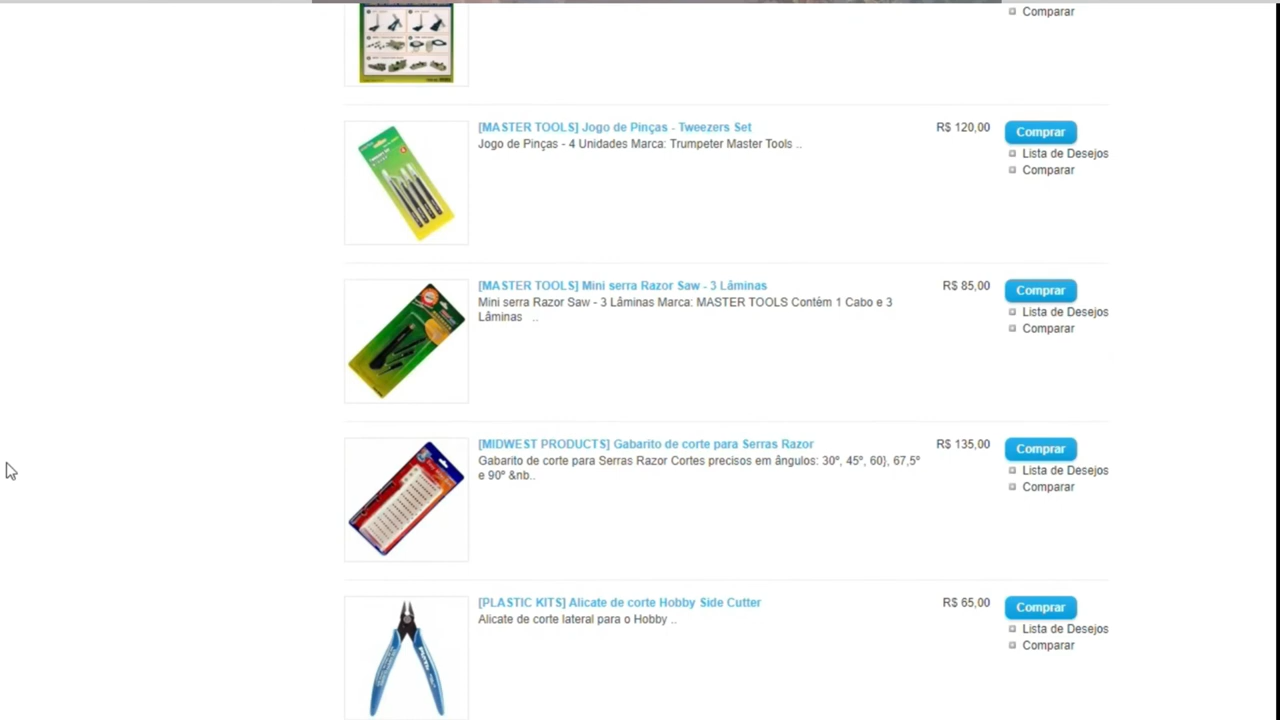 Comparar
[MASTER TOOLS] Jogo de Pinças - Tweezers Set
Jogo de Pinças - 4 Unidades Marca: Trumpeter Master Tools ..
R$ 120,00
Comprar
Lista de Desejos
Comparar
[MASTER TOOLS] Mini serra Razor Saw - 3 Lâminas
Mini serra Razor Saw - 3 Lâminas Marca: MASTER TOOLS Contém 1 Cabo e 3
Lâminas ..
R$ 85,00
Comprar
Lista de Desejos
Comparar
[MIDWEST PRODUCTS] Gabarito de corte para Serras Razor
Gabarito de corte para Serras Razor Cortes precisos em ângulos: 30º, 45º, 60}, 67,5º
e 90º &nb..
R$ 135,00
Comprar
Lista de Desejos
Comparar
[PLASTIC KITS] Alicate de corte Hobby Side Cutter
Alicate de corte lateral para o Hobby ..
R$ 65,00
Comprar
Lista de Desejos
Comparar